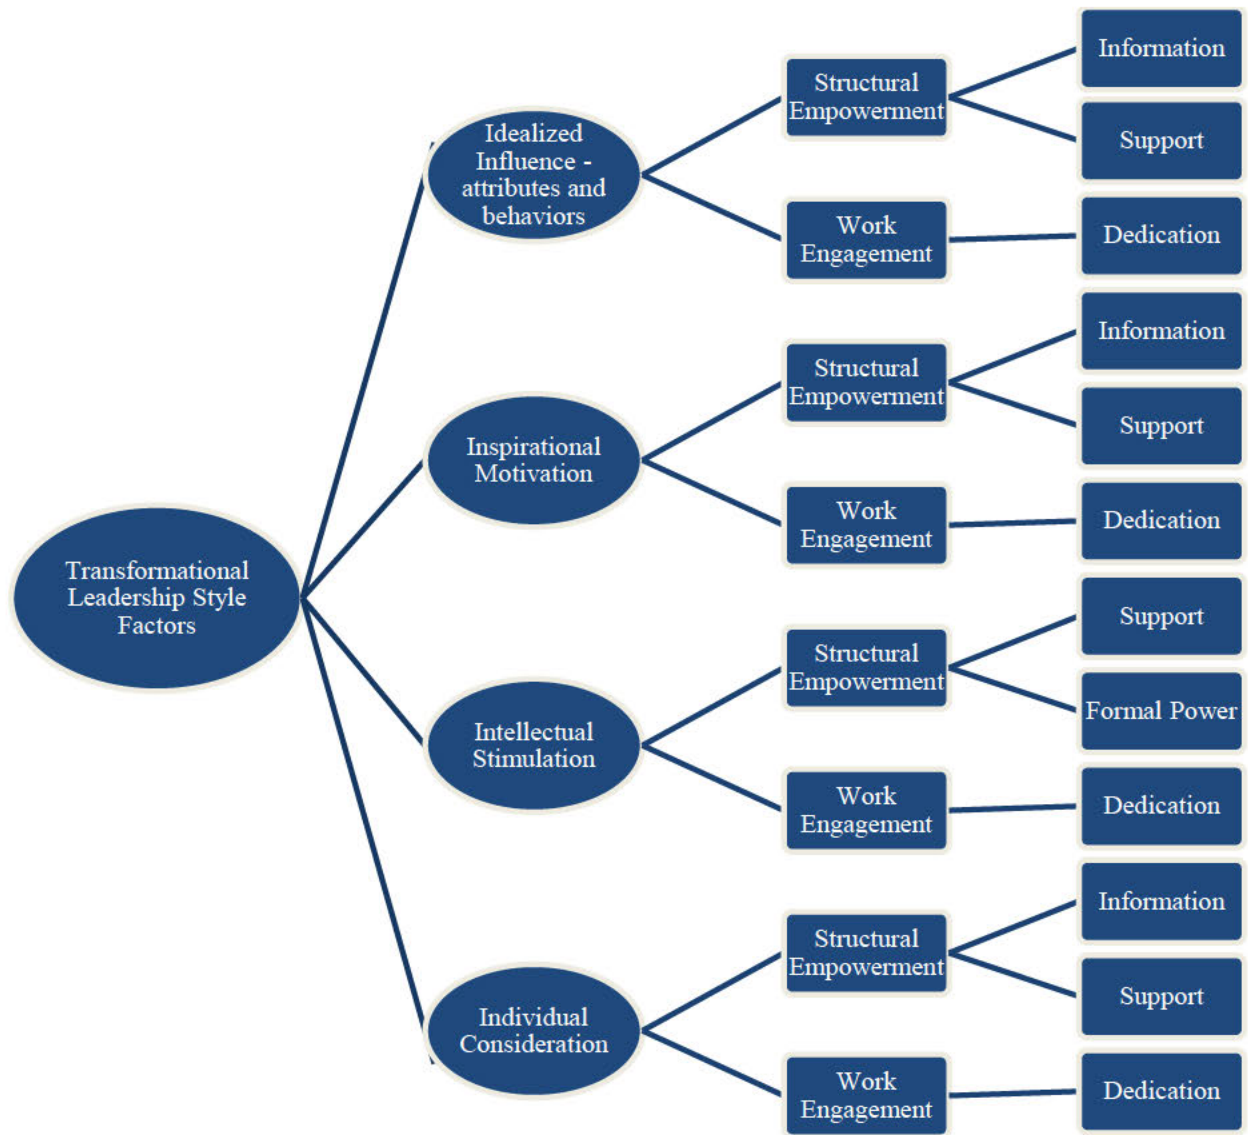 Transformational
Leadership Style
Factors
Idealized
Influence -
attributes and
behaviors
Structural
Empowerment
Information
Support
Work
Engagement
Dedication
Inspirational
Motivation
Structural
Empowerment
Information
Support
Work
Engagement
Dedication
Intellectual
Stimulation
Structural
Empowerment
Support
Formal Power
Work
Engagement
Dedication
Individual
Consideration
Structural
Empowerment
Information
Support
Work
Engagement
Dedication